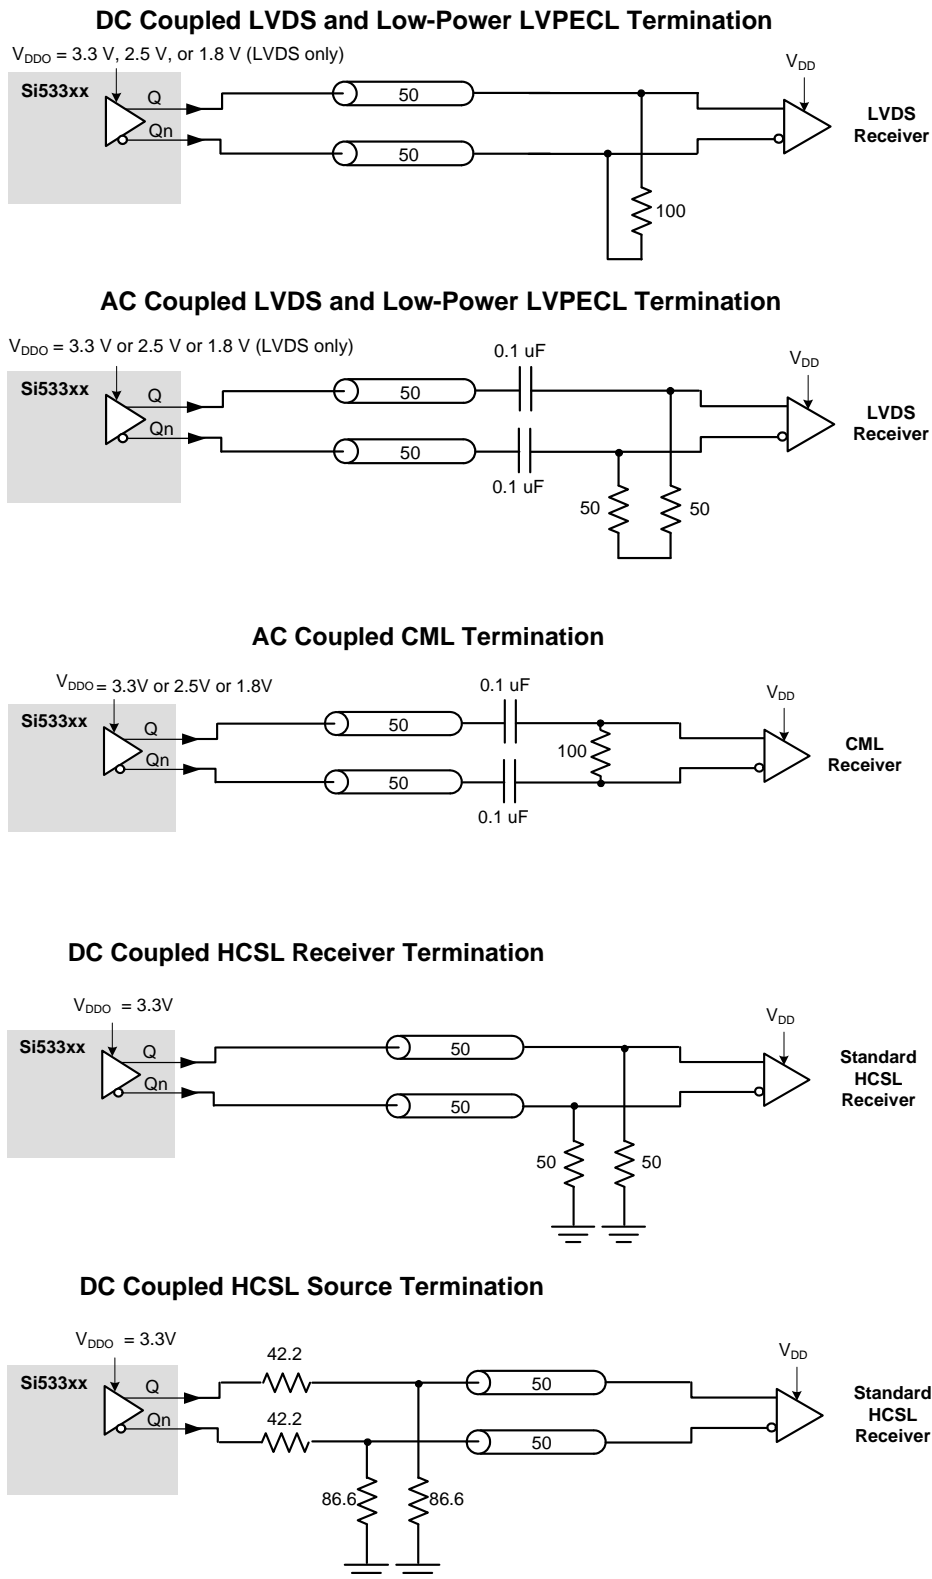 DC Coupled LVDS and Low-Power LVPECL Termination
VDDO = 3.3 V, 2.5 V, or 1.8 V (LVDS only)
Si533xx
Q
Qn
50
50
100
VDD
LVDS
Receiver
AC Coupled LVDS and Low-Power LVPECL Termination
VDDO = 3.3 V or 2.5 V or 1.8 V (LVDS only)
Si533xx
Q
Qn
50
50
0.1 uF
0.1 uF
50
50
VDD
LVDS
Receiver
AC Coupled CML Termination
VDDO = 3.3V or 2.5V or 1.8V
Si533xx
Q
Qn
50
50
0.1 uF
0.1 uF
100
VDD
CML
Receiver
DC Coupled HCSL Receiver Termination
VDDO = 3.3V
Si533xx
Q
Qn
50
50
50
50
VDD
Standard
HCSL
Receiver
DC Coupled HCSL Source Termination
VDDO = 3.3V
Si533xx
Q
Qn
42.2
42.2
86.6
86.6
50
50
VDD
Standard
HCSL
Receiver